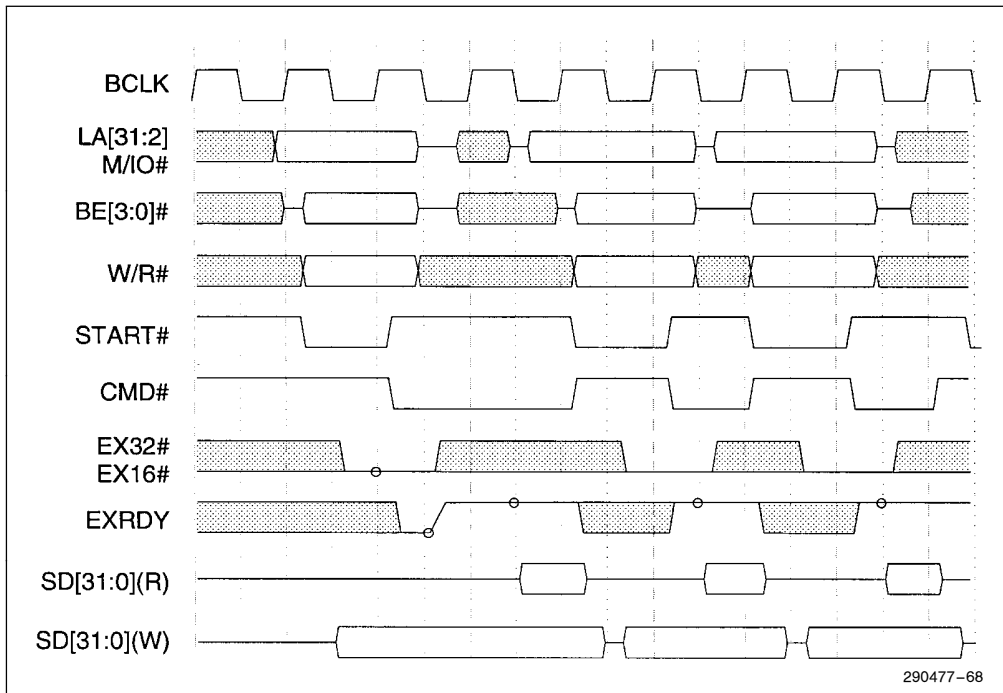 BCLK
LA[31:2]
M/IO#
BE[3:0]#
W/R#
START#
CMD#
EX32#
EX16#
EXRDY
SD[31:0](R)
SD[31:0](W)
290477-68